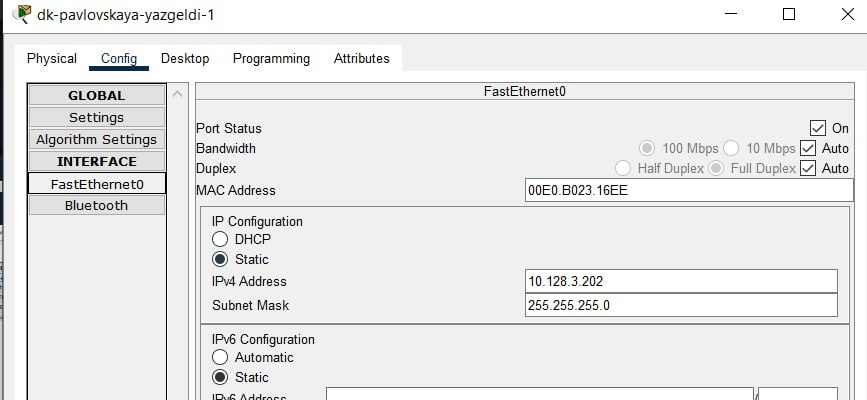 dk-pavlovskaya-yazgeldi-1
Physical Config Desktop Programming Attributes
GLOBAL
Settings
Algorithm Settings
INTERFACE
FastEthernet0
Bluetooth
FastEthernet0
Port Status On
Bandwidth 100 Mbps 10 Mbps Auto
Duplex Half Duplex Full Duplex Auto
MAC Address 00E0.B023.16EE
IP Configuration
DHCP
Static
IPv4 Address 10.128.3.202
Subnet Mask 255.255.255.0
IPv6 Configuration
Automatic
Static
IPv6 Address /